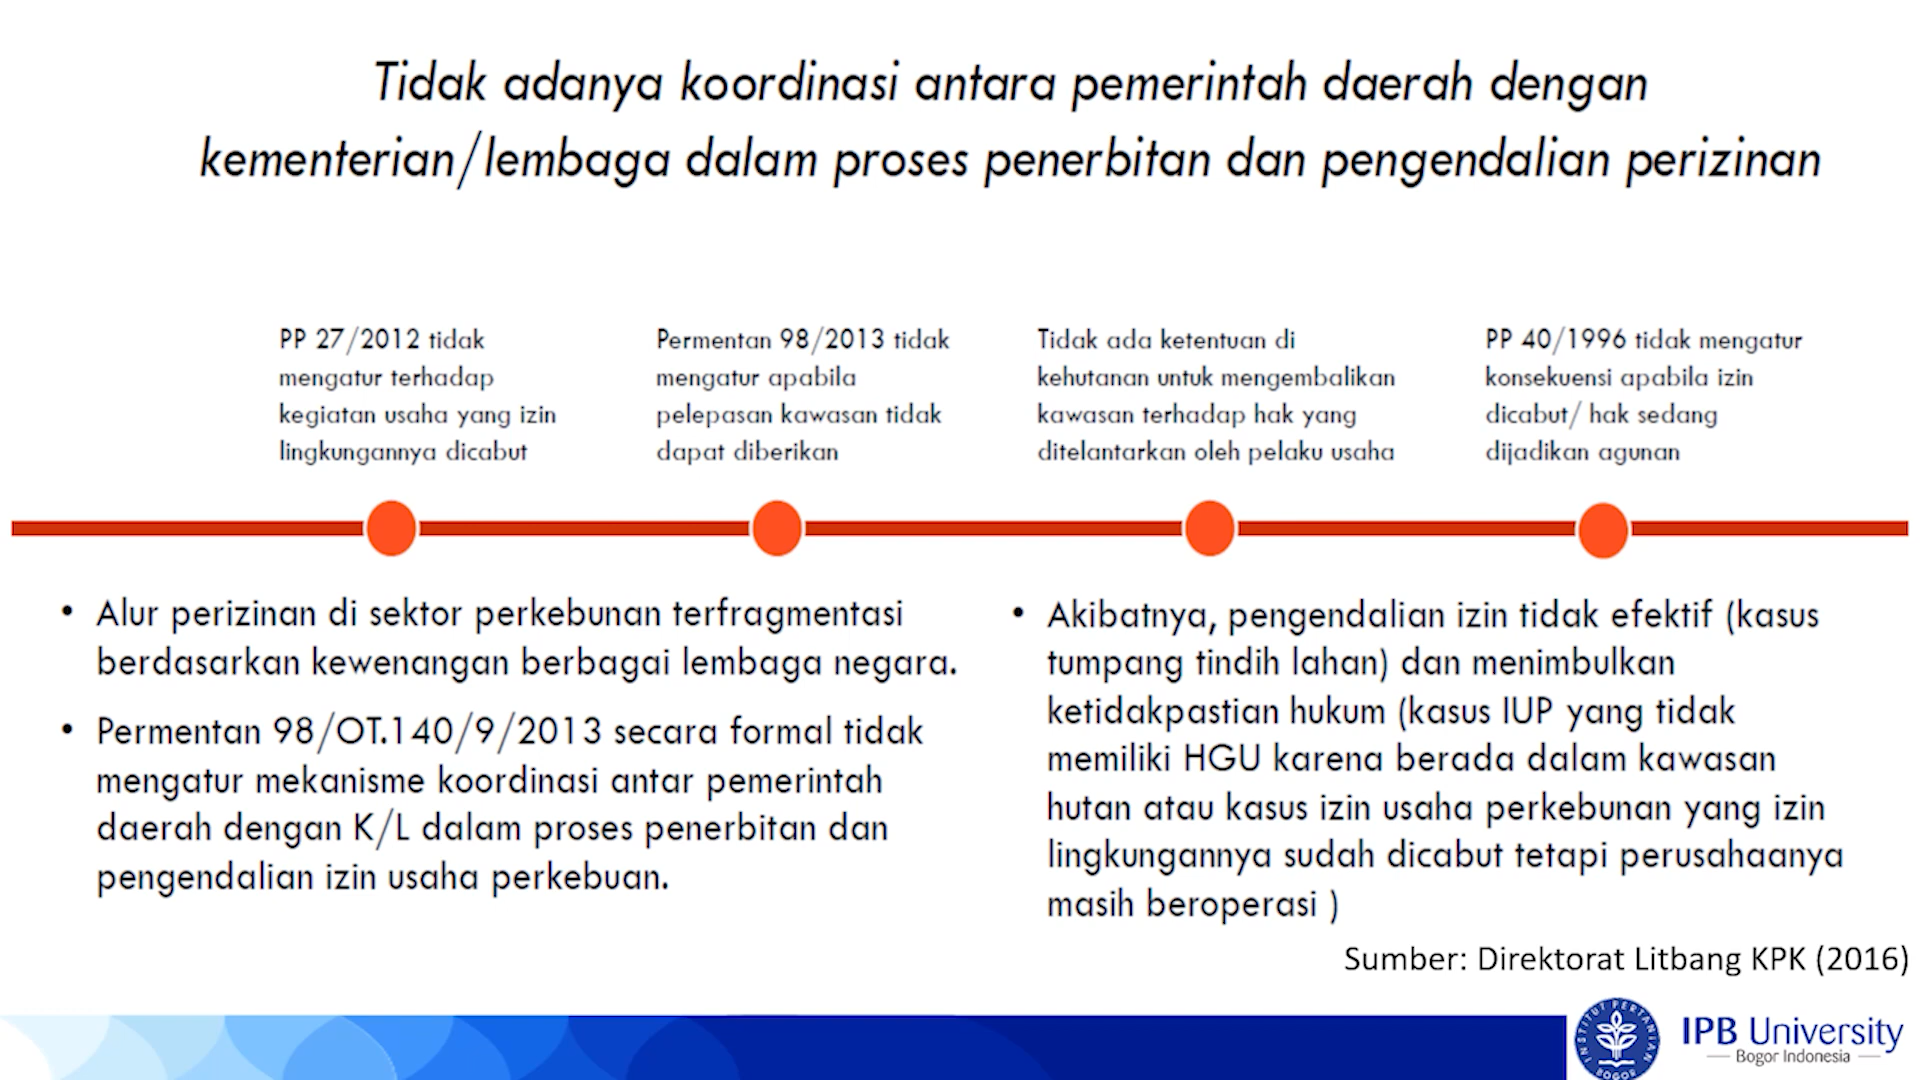 Tidak adanya koordinasi antara pemerintah daerah dengan
kementerian/lembaga dalam proses penerbitan dan pengendalian perizinan
PP 27/2012 tidak
mengatur terhadap
kegiatan usaha yang izin
lingkungannya dicabut
Permentan 98/2013 tidak
mengatur apabila
pelepasan kawasan tidak
dapat diberikan
Tidak ada ketentuan di
kehutanan untuk mengembalikan
kawasan terhadap hak yang
ditelantarkan oleh pelaku usaha
PP 40/1996 tidak mengatur
konsekuensi apabila izin
dicabut/ hak sedang
dijadikan agunan
• Alur perizinan di sektor perkebunan terfragmentasi
berdasarkan kewenangan berbagai lembaga negara.
• Permentan 98/OT.140/9/2013 secara formal tidak
mengatur mekanisme koordinasi antar pemerintah
daerah dengan K/L dalam proses penerbitan dan
pengendalian izin usaha perkebuan.
• Akibatnya, pengendalian izin tidak efektif (kasus
tumpang tindih lahan) dan menimbulkan
ketidakpastian hukum (kasus IUP yang tidak
memiliki HGU karena berada dalam kawasan
hutan atau kasus izin usaha perkebunan yang izin
lingkungannya sudah dicabut tetapi perusahaanya
masih beroperasi )
Sumber: Direktorat Litbang KPK (2016)
INSTITUT PERTANIAN
BOGOR
IPB University
Bogor Indonesia